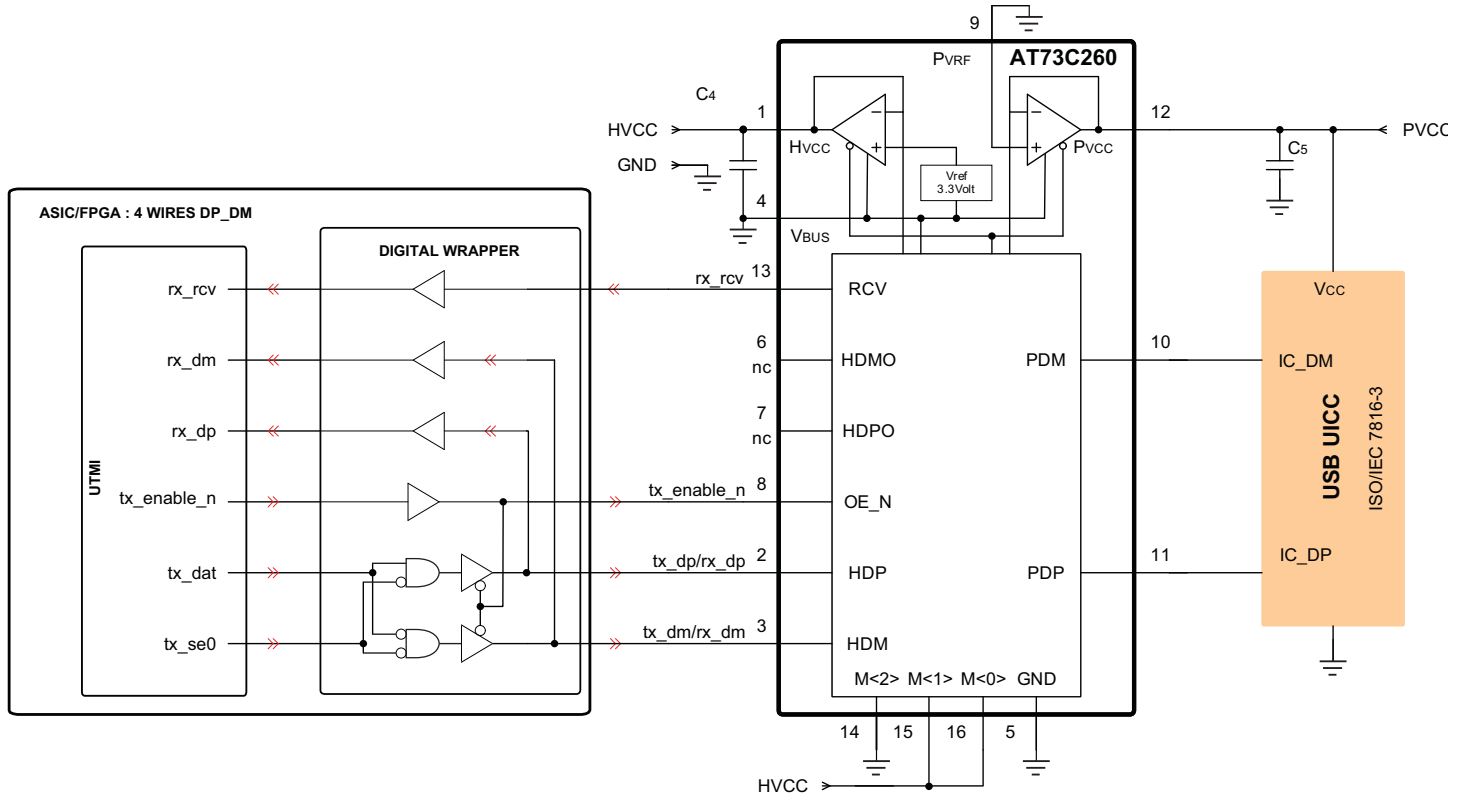 9
PVRF
AT73C260
C4
1
12
HVCC
HVCC
PVCC
PVCC
C5
GND
Vref
3.3Volt
4
VBUS
ASIC/FPGA : 4 WIRES DP_DM
DIGITAL WRAPPER
UTMI
rx_rcv
rx_rcv
13
RCV
VCC
rx_dm
6
nc
HDMO
PDM
10
IC_DM
rx_dp
7
nc
HDPO
USB UICC
ISO/IEC 7816-3
tx_enable_n
tx_enable_n
8
OE_N
tx_dat
tx_dp/rx_dp
2
HDP
PDP
11
IC_DP
tx_se0
tx_dm/rx_dm
3
HDM
M<2>
M<1>
M<0>
GND
14
15
16
5
HVCC